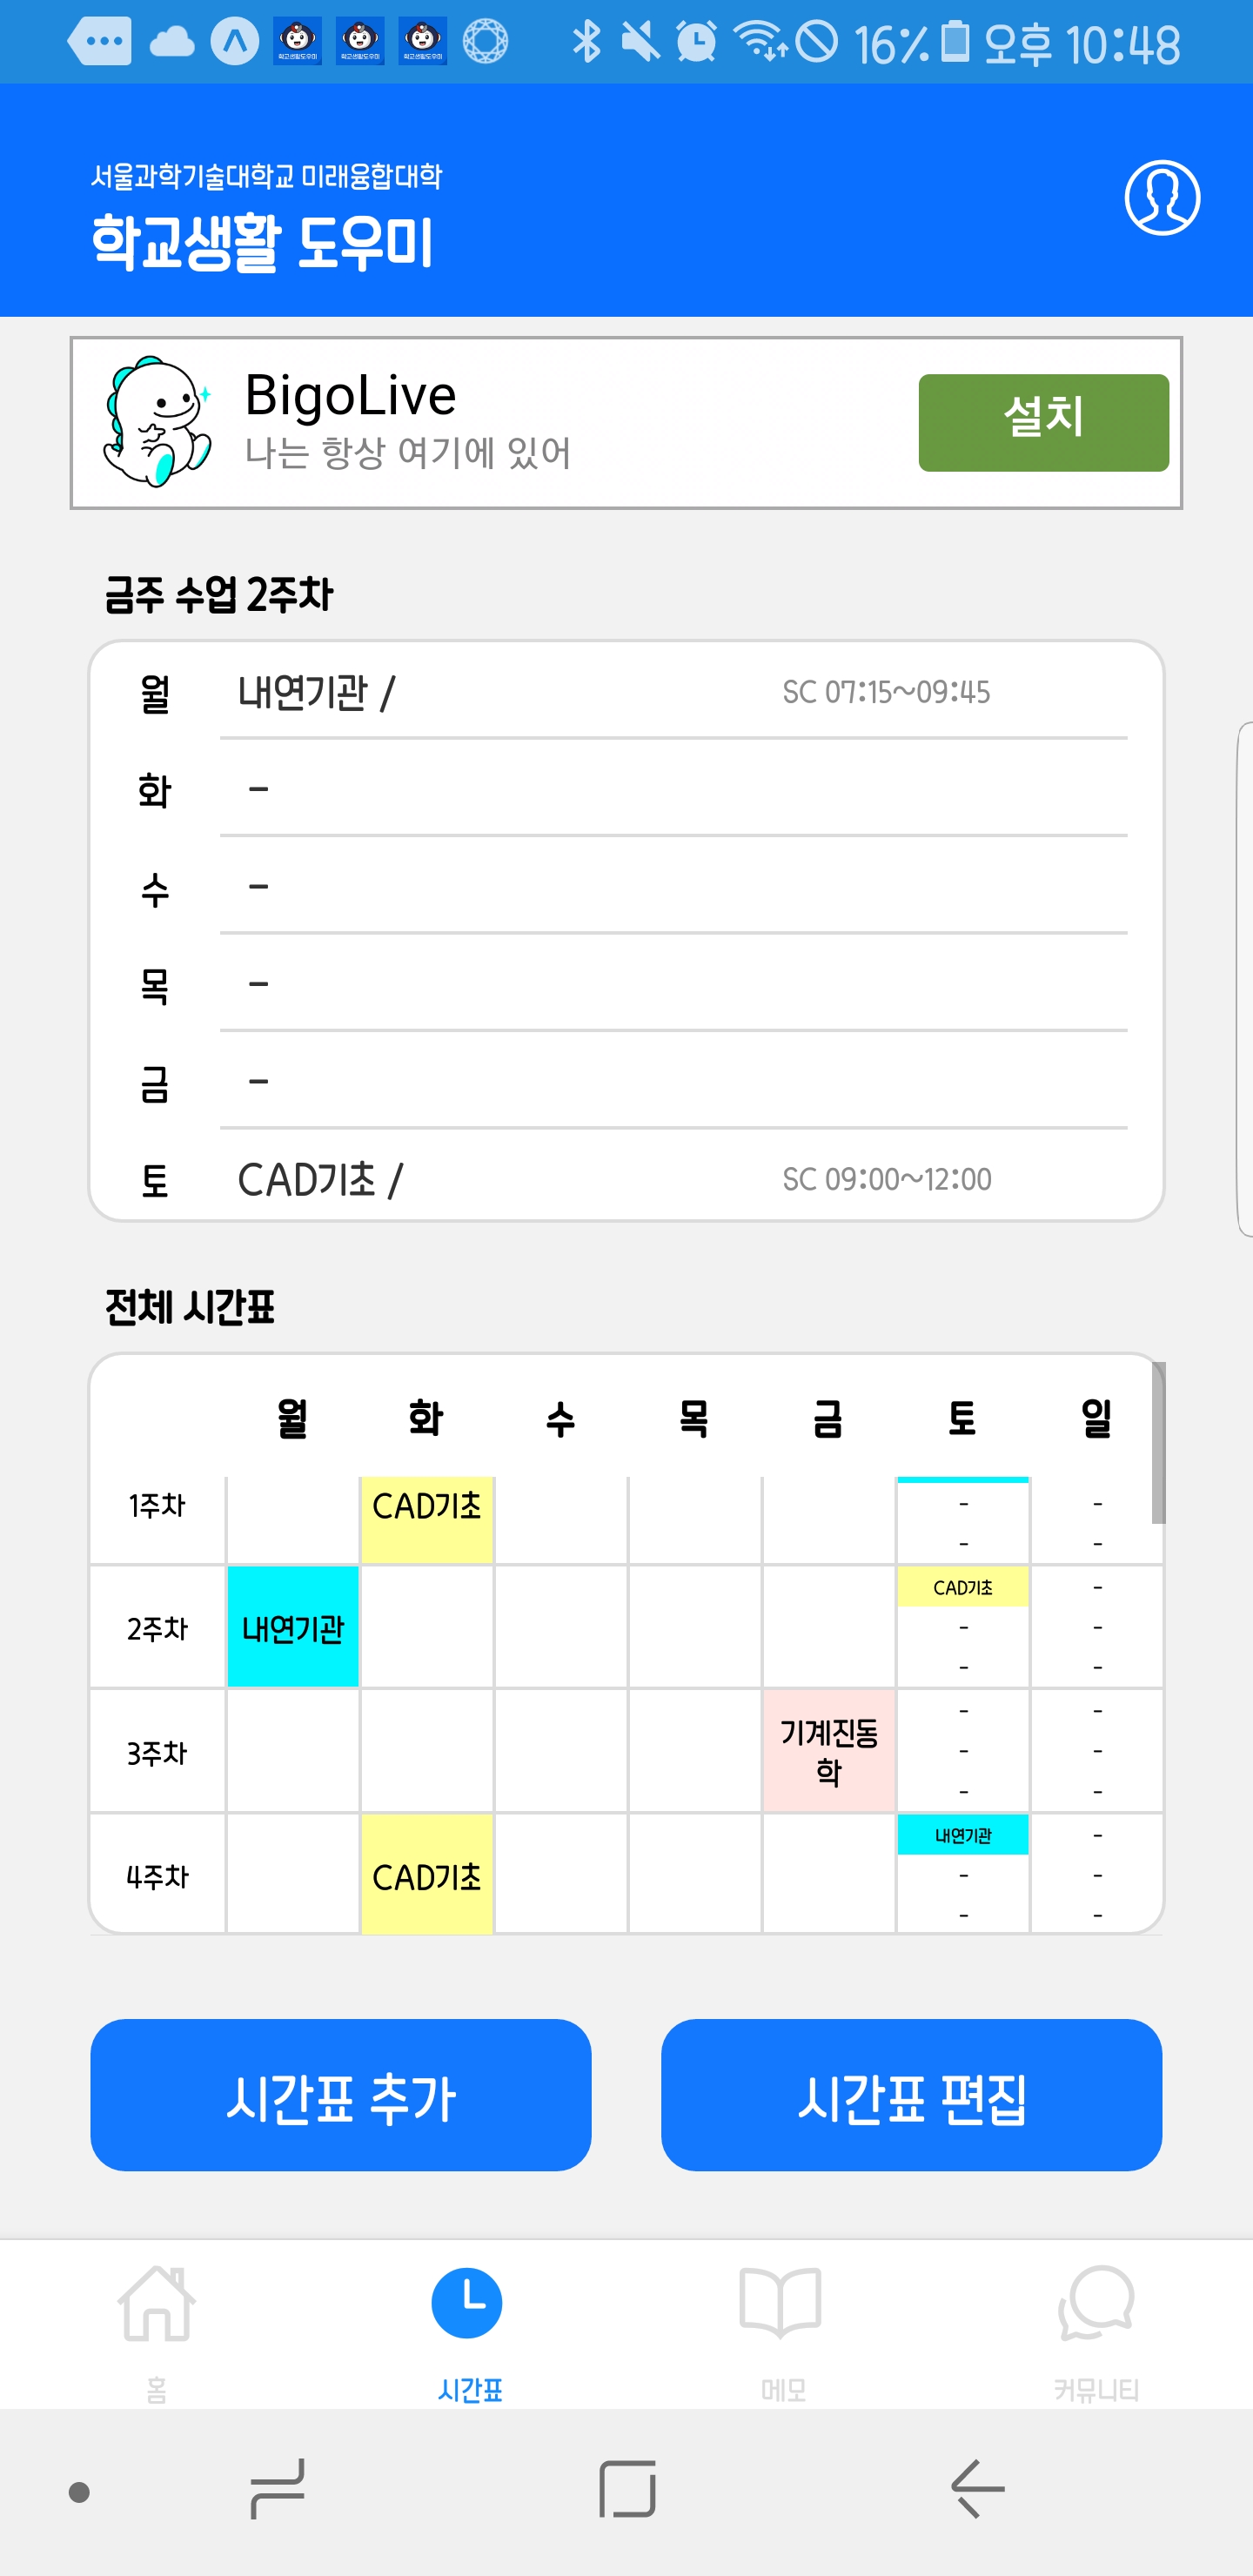 16% 오후 10:48
서울과학기술대학교 미래융합대학
학교생활 도우미
BigoLive
나는 항상 여기에 있어
설치
금주 수업 2주차
월 내연기관 / SC 07:15~09:45
화 -
수 -
목 -
금 -
토 CAD기초 / SC 09:00~12:00
전체 시간표
월 화 수 목 금 토 일
1주차 CAD기초 - -
- -
CAD기초 -
2주차 내연기관 - -
- -
- -
3주차 기계진동학 - -
- -
내연기관 -
4주차 CAD기초 - -
- -
시간표 추가 시간표 편집
홈 시간표 메모 커뮤니티